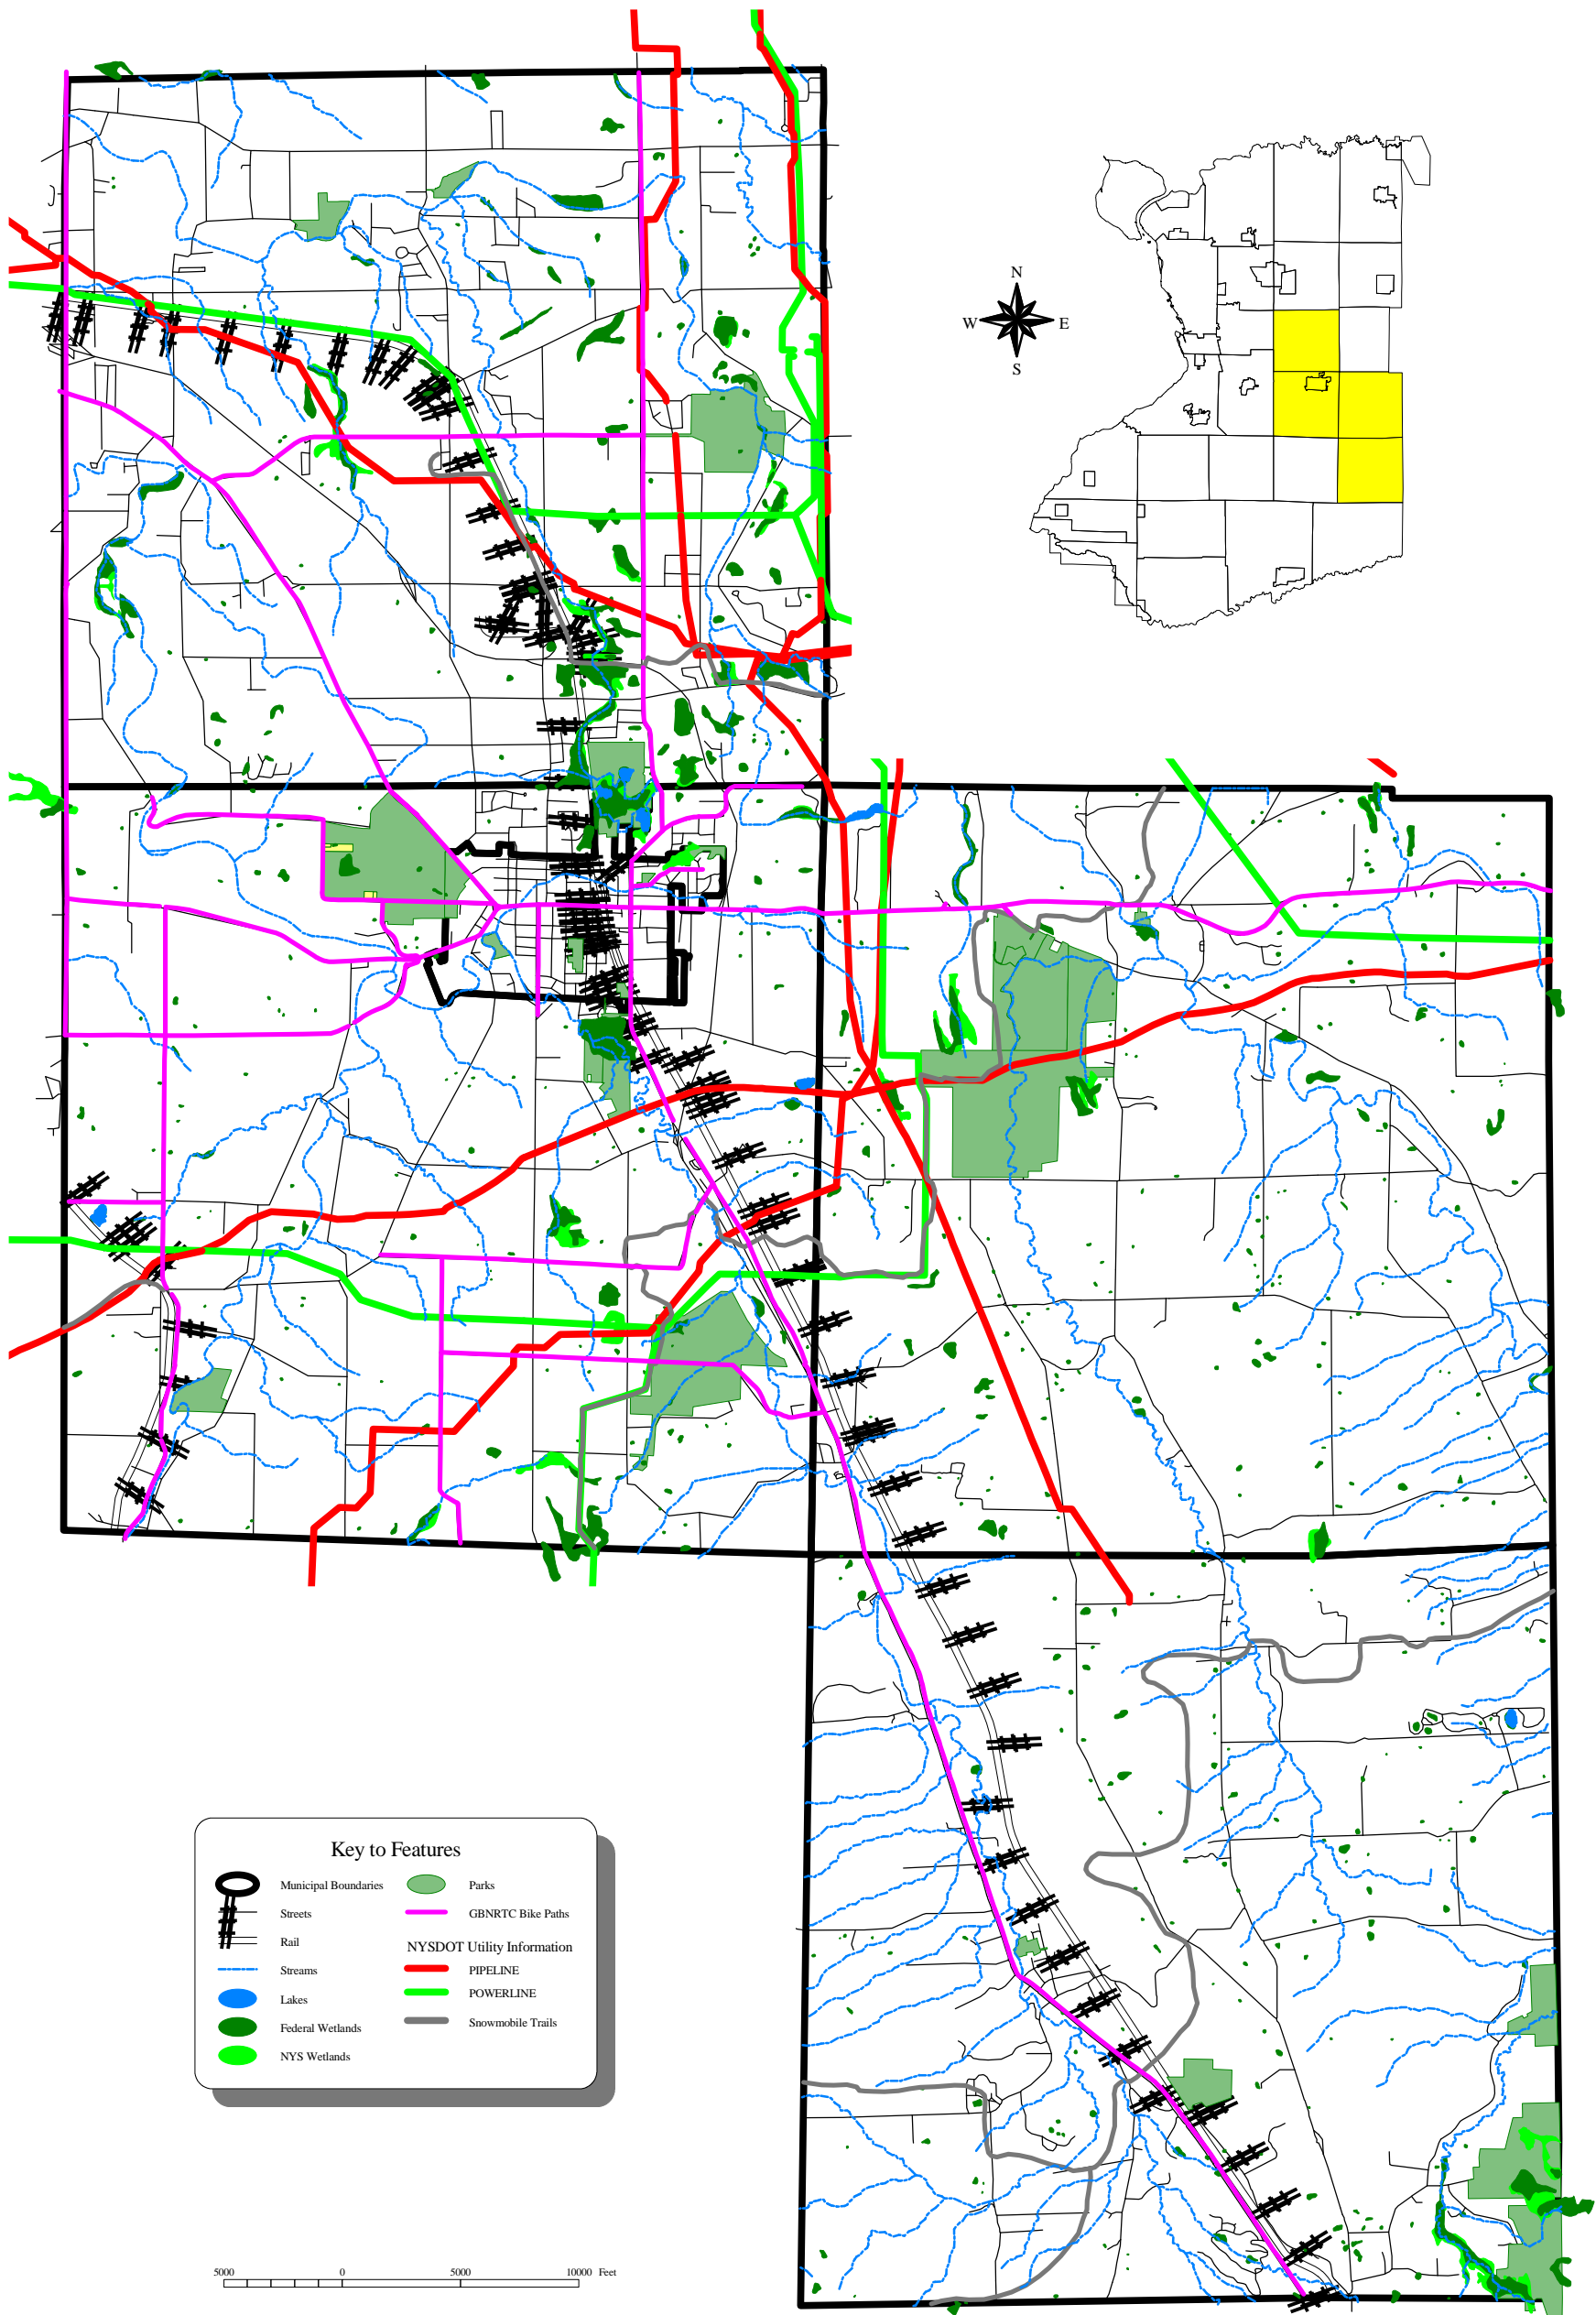 N
W E
S
Key to Features
Municipal Boundaries
Streets
Rail
Streams
Lakes
Federal Wetlands
NYS Wetlands
Parks
GBNRTC Bike Paths
NYSDOT Utility Information
PIPELINE
POWERLINE
Snowmobile Trails
5000 0 5000 10000 Feet